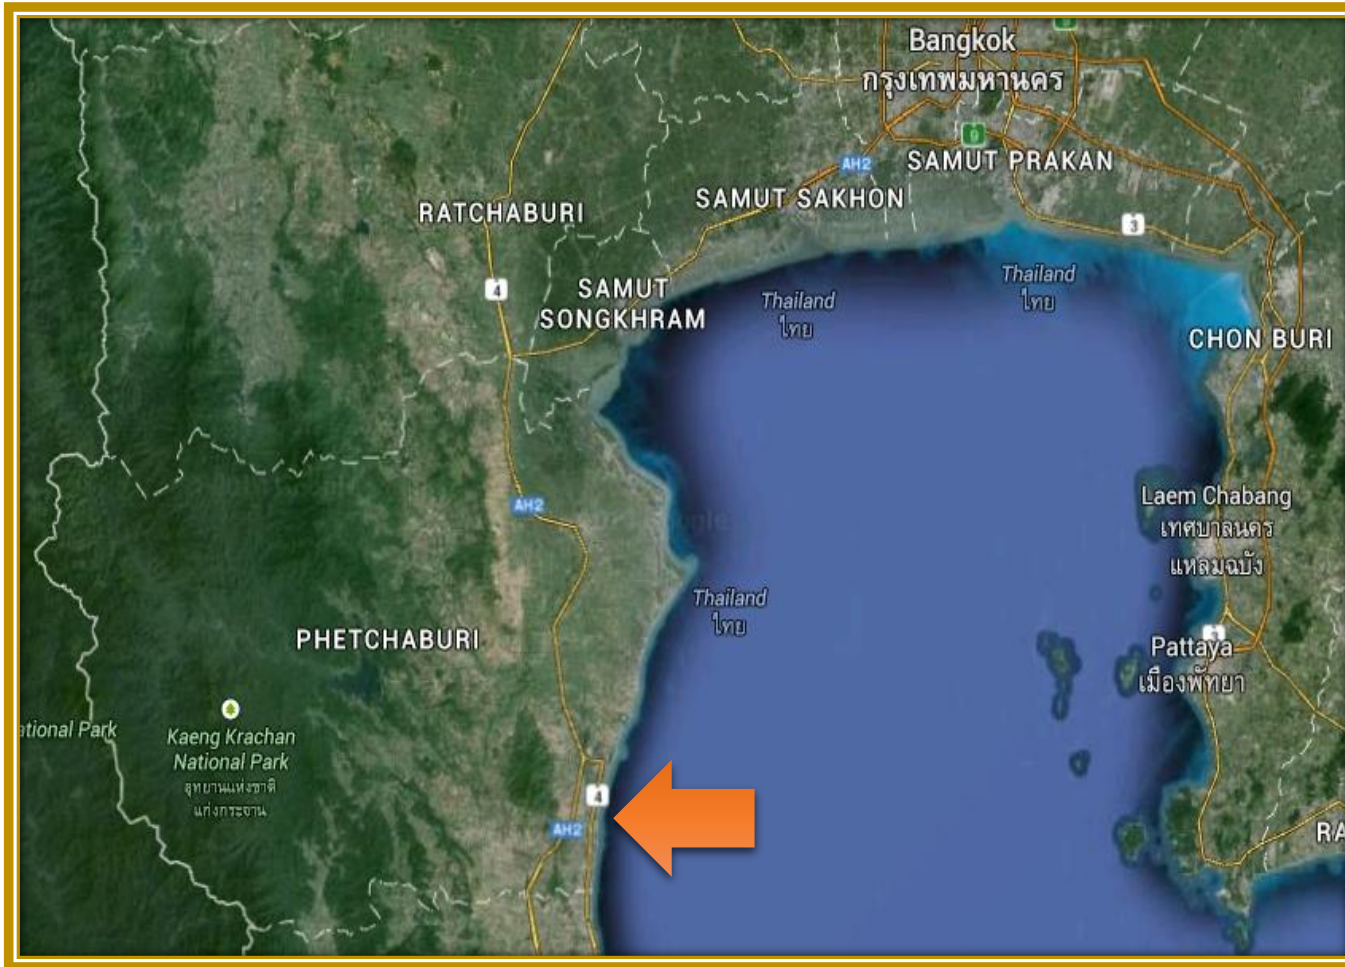 Bangkok
กรุงเทพมหานคร
9
AH2
SAMUT PRAKAN
SAMUT SAKHON
RATCHABURI
3
Thailand
ไทย
Thailand
ไทย
4
SAMUT
SONGKHRAM
CHON BURI
AH2
Laem Chabang
เทศบาลนคร
แหลมฉบัง
Thailand
ไทย
PHETCHABURI
Pattaya
เมืองพัทยา
ational Park
Kaeng Krachan
National Park
อุทยานแห่งชาติ
แก่งกระจาน
4
AH2
RA